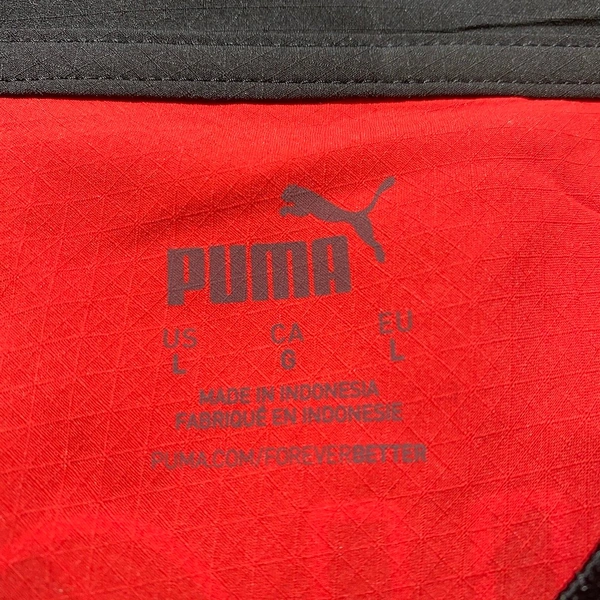 PUMA
US CA EU
L G L
MADE IN INDONESIA
FABRIQUÉ EN INDONESIE
PUMA.COM/FOREVERBETTER